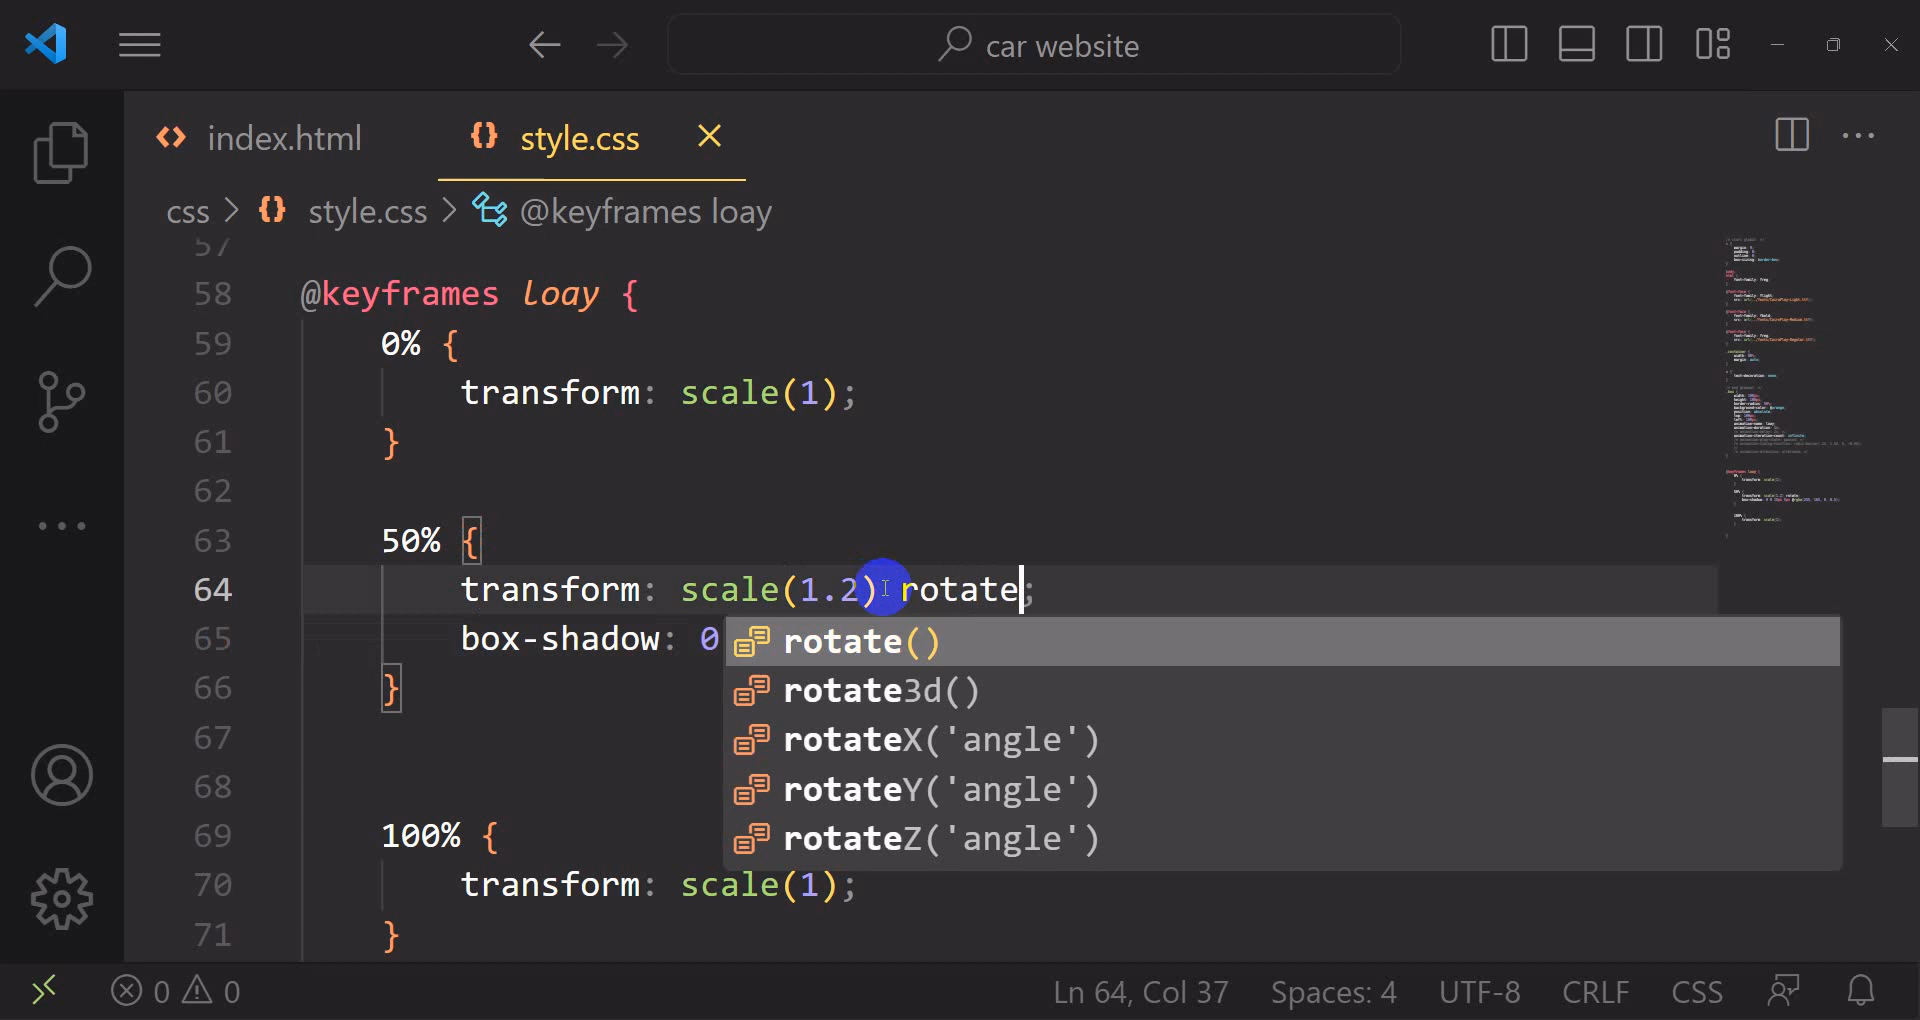 car website
index.html
style.css
css > style.css > @keyframes loay
57
58 @keyframes loay {
59 0% {
60 transform: scale(1);
61 }
62
63 50% {
64 transform: scale(1.2) rotate;
65 box-shadow: 0
66 }
67
68
69 100% {
70 transform: scale(1);
71 }
rotate()
rotate3d()
rotateX('angle')
rotateY('angle')
rotateZ('angle')
0 0 Ln 64, Col 37 Spaces: 4 UTF-8 CRLF CSS